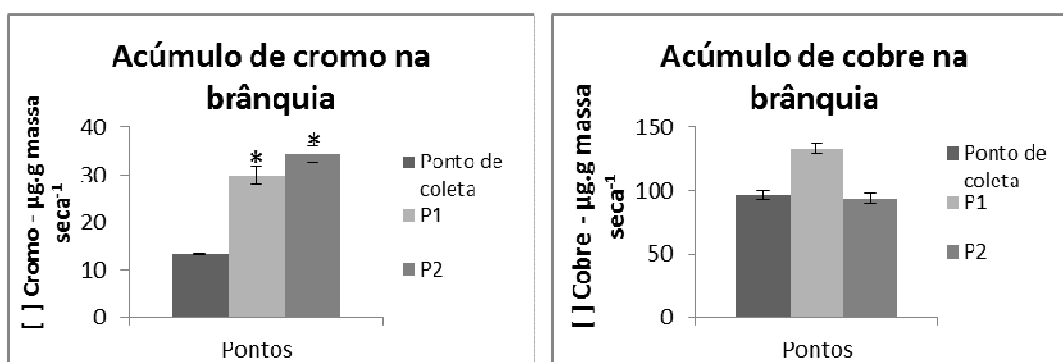 Acúmulo de cromo na
brânquia
[ ] Cromo - µg.g massa
seca⁻¹
40
30
20
10
0
*
*
Pontos
Ponto de
coleta
P1
P2
Acúmulo de cobre na
brânquia
[ ] Cobre - µg.g massa
seca⁻¹
150
100
50
0
Pontos
Ponto de
coleta
P1
P2